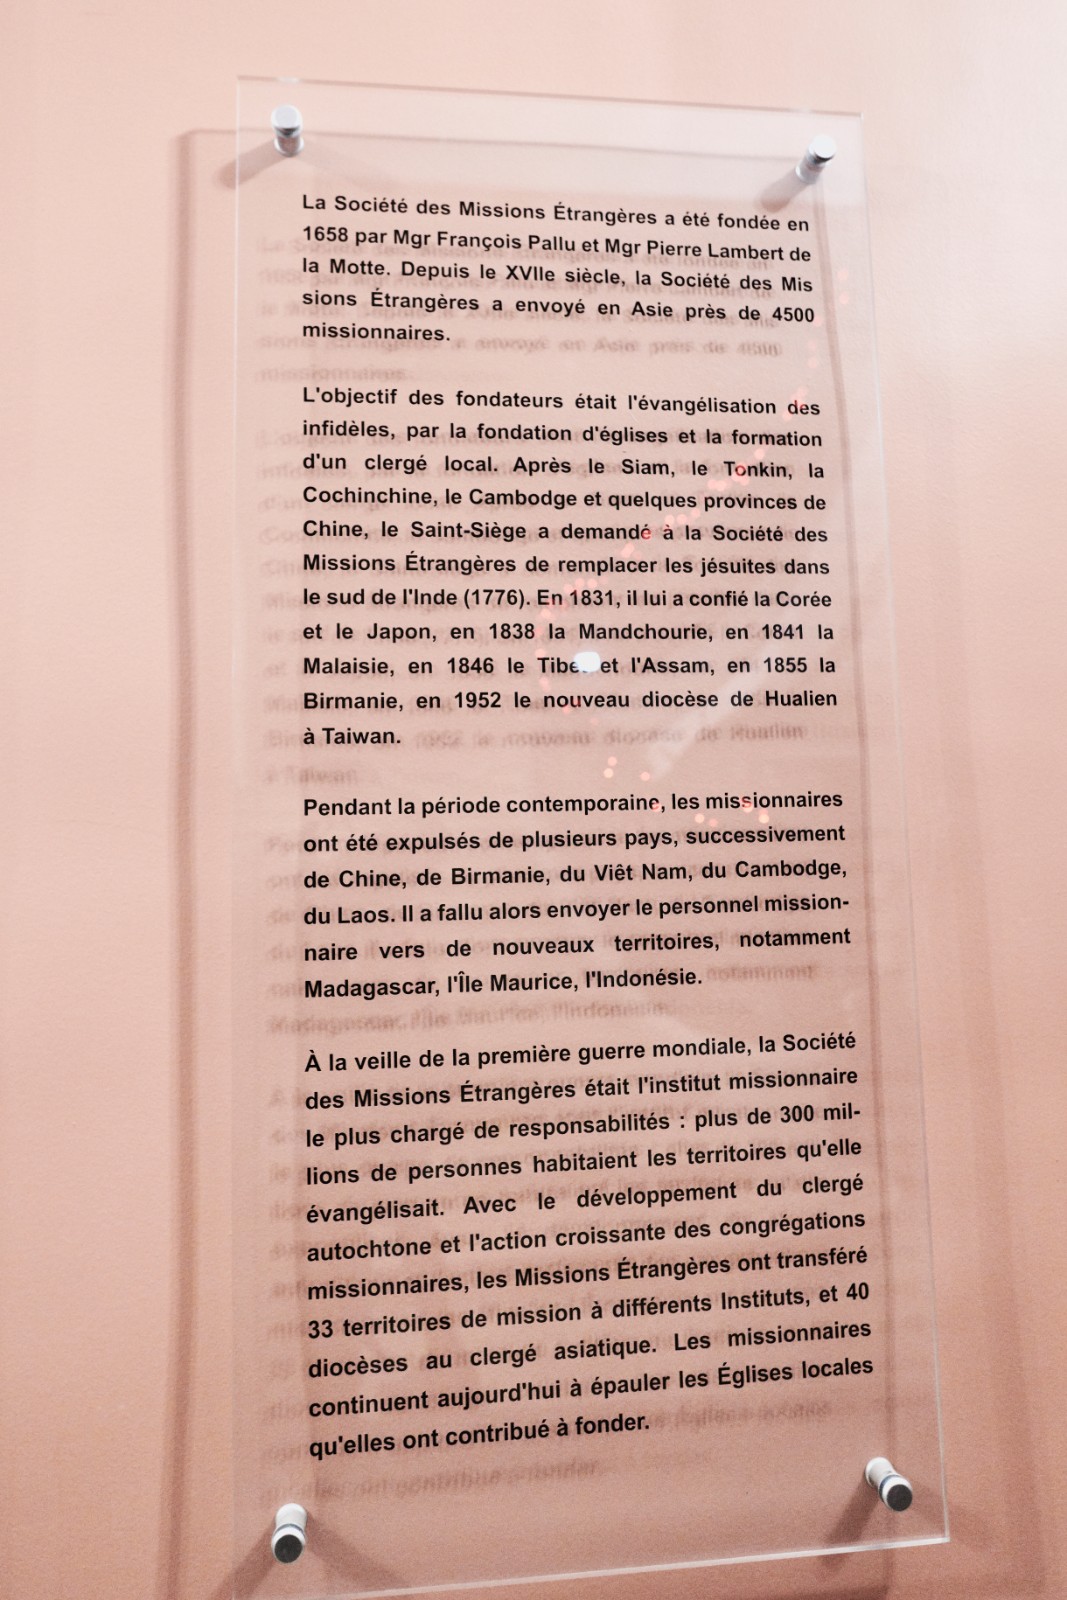 La Société des Missions Étrangères a été fondée en
1658 par Mgr François Pallu et Mgr Pierre Lambert de
la Motte. Depuis le XVIIe siècle, la Société des Mis
sions Étrangères a envoyé en Asie près de 4500
missionnaires.
L'objectif des fondateurs était l'évangélisation des
infidèles, par la fondation d'églises et la formation
d'un clergé local. Après le Siam, le Tonkin, la
Cochinchine, le Cambodge et quelques provinces de
Chine, le Saint-Siège a demandé à la Société des
Missions Étrangères de remplacer les jésuites dans
le sud de l'Inde (1776). En 1831, il lui a confié la Corée
et le Japon, en 1838 la Mandchourie, en 1841 la
Malaisie, en 1846 le Tibet et l'Assam, en 1855 la
Birmanie, en 1952 le nouveau diocèse de Hualien
à Taiwan.
Pendant la période contemporaine, les missionnaires
ont été expulsés de plusieurs pays, successivement
de Chine, de Birmanie, du Viêt Nam, du Cambodge,
du Laos. Il a fallu alors envoyer le personnel mission-
naire vers de nouveaux territoires, notamment
Madagascar, l'Île Maurice, l'Indonésie.
À la veille de la première guerre mondiale, la Société
des Missions Étrangères était l'institut missionnaire
le plus chargé de responsabilités : plus de 300 mil-
lions de personnes habitaient les territoires qu'elle
évangélisait. Avec le développement du clergé
autochtone et l'action croissante des congrégations
missionnaires, les Missions Étrangères ont transféré
33 territoires de mission à différents Instituts, et 40
diocèses au clergé asiatique. Les missionnaires
continuent aujourd'hui à épauler les Églises locales
qu'elles ont contribué à fonder.